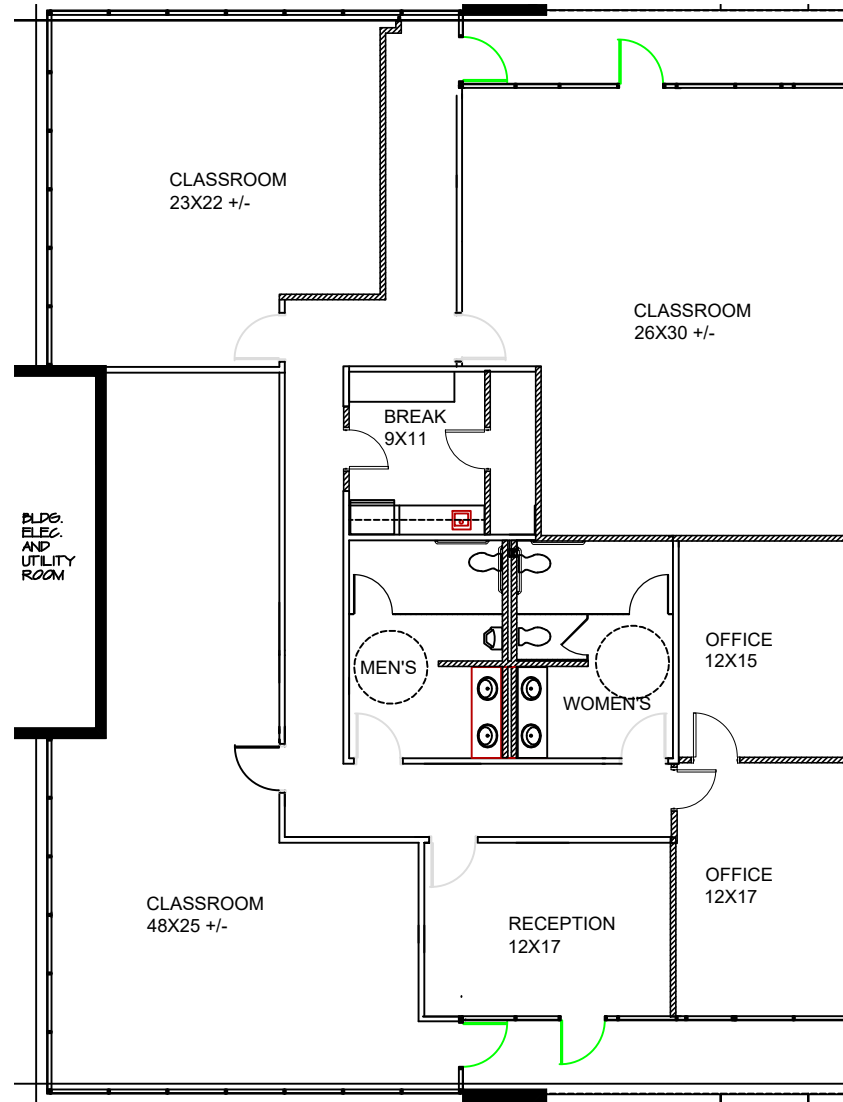 CLASSROOM
23X22 +/-
CLASSROOM
26X30 +/-
BREAK
9X11
BLDG.
ELEC.
AND
UTILITY
ROOM
OFFICE
12X15
MEN'S
WOMEN'S
OFFICE
12X17
CLASSROOM
48X25 +/-
RECEPTION
12X17